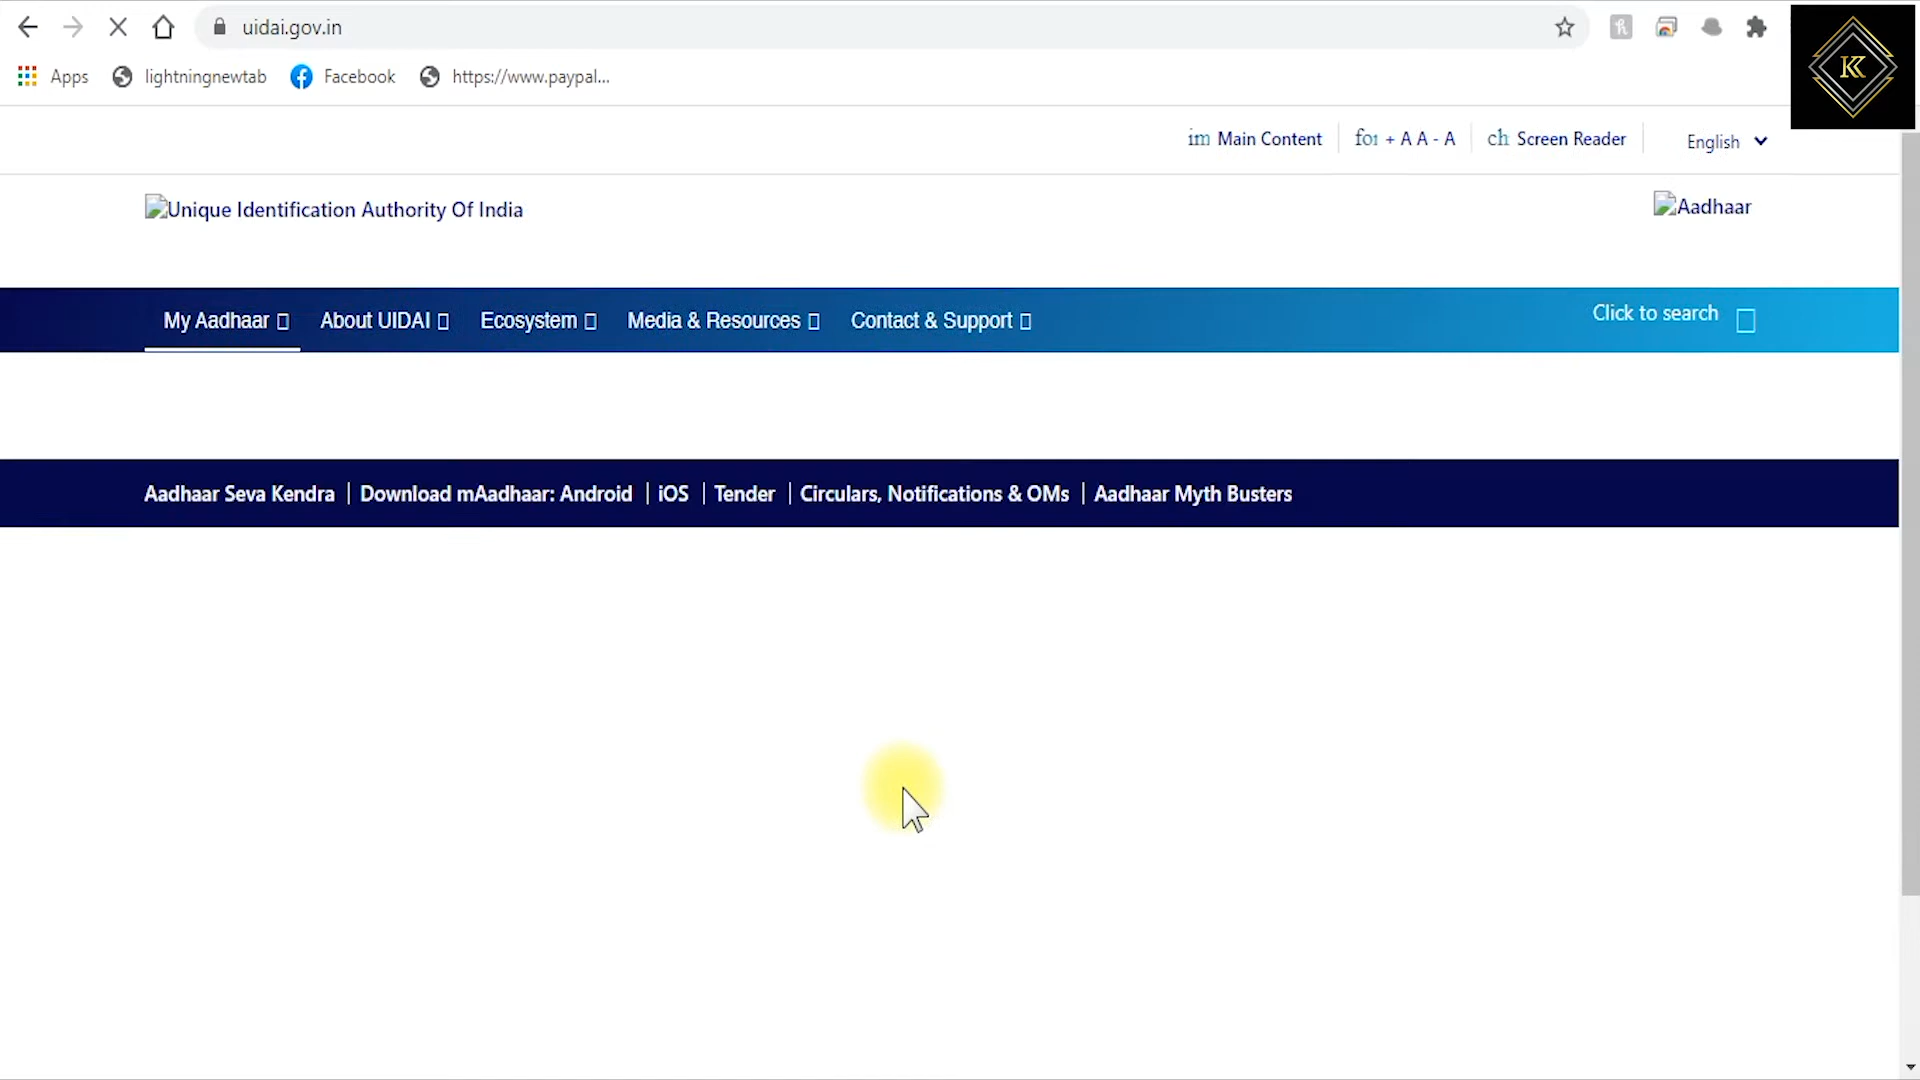 uidai.gov.in
Apps lightningnewtab Facebook https://www.paypal...
KK
im Main Content for + A A - A ch Screen Reader English
Unique Identification Authority Of India Aadhaar
My Aadhaar About UIDAI Ecosystem Media & Resources Contact & Support Click to search
Aadhaar Seva Kendra | Download mAadhaar: Android | iOS | Tender | Circulars, Notifications & OMs | Aadhaar Myth Busters